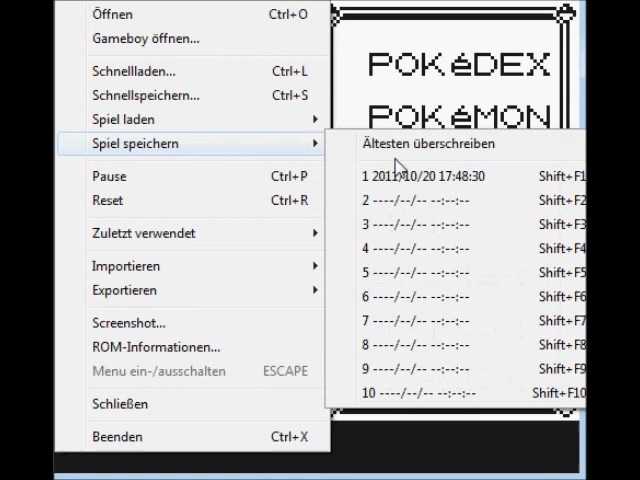 Öffnen Ctrl+O
Gameboy öffnen...
Schnellladen... Ctrl+L
Schnellspeichern... Ctrl+S
Spiel laden
Spiel speichern
Pause Ctrl+P
Reset Ctrl+R
Zuletzt verwendet
Importieren
Exportieren
Screenshot...
ROM-Informationen...
Menu ein-/ausschalten ESCAPE
Schließen
Beenden Ctrl+X
POKéDEX
POKéMON
Ältesten überschreiben
1 2011/10/20 17:48:30 Shift+F1
2 ----/--/-- --:--:-- Shift+F2
3 ----/--/-- --:--:-- Shift+F3
4 ----/--/-- --:--:-- Shift+F4
5 ----/--/-- --:--:-- Shift+F5
6 ----/--/-- --:--:-- Shift+F6
7 ----/--/-- --:--:-- Shift+F7
8 ----/--/-- --:--:-- Shift+F8
9 ----/--/-- --:--:-- Shift+F9
10 ----/--/-- --:--:-- Shift+F10